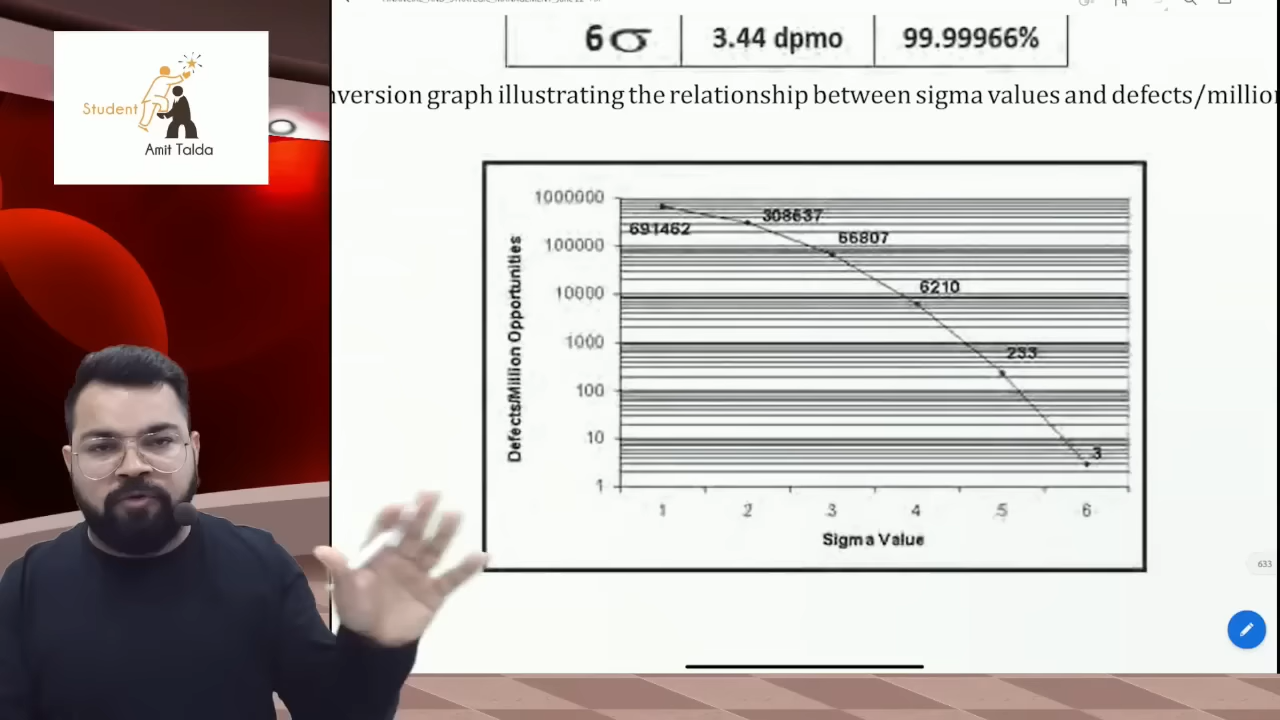 6σ 3.44 dpmo 99.99966%
nversion graph illustrating the relationship between sigma values and defects/millio
Student
Amit Talda
1000000
100000
10000
1000
100
10
1
Defects/Million Opportunities
691462
308637
66807
6210
233
3
1 2 3 4 5 6
Sigma Value
633